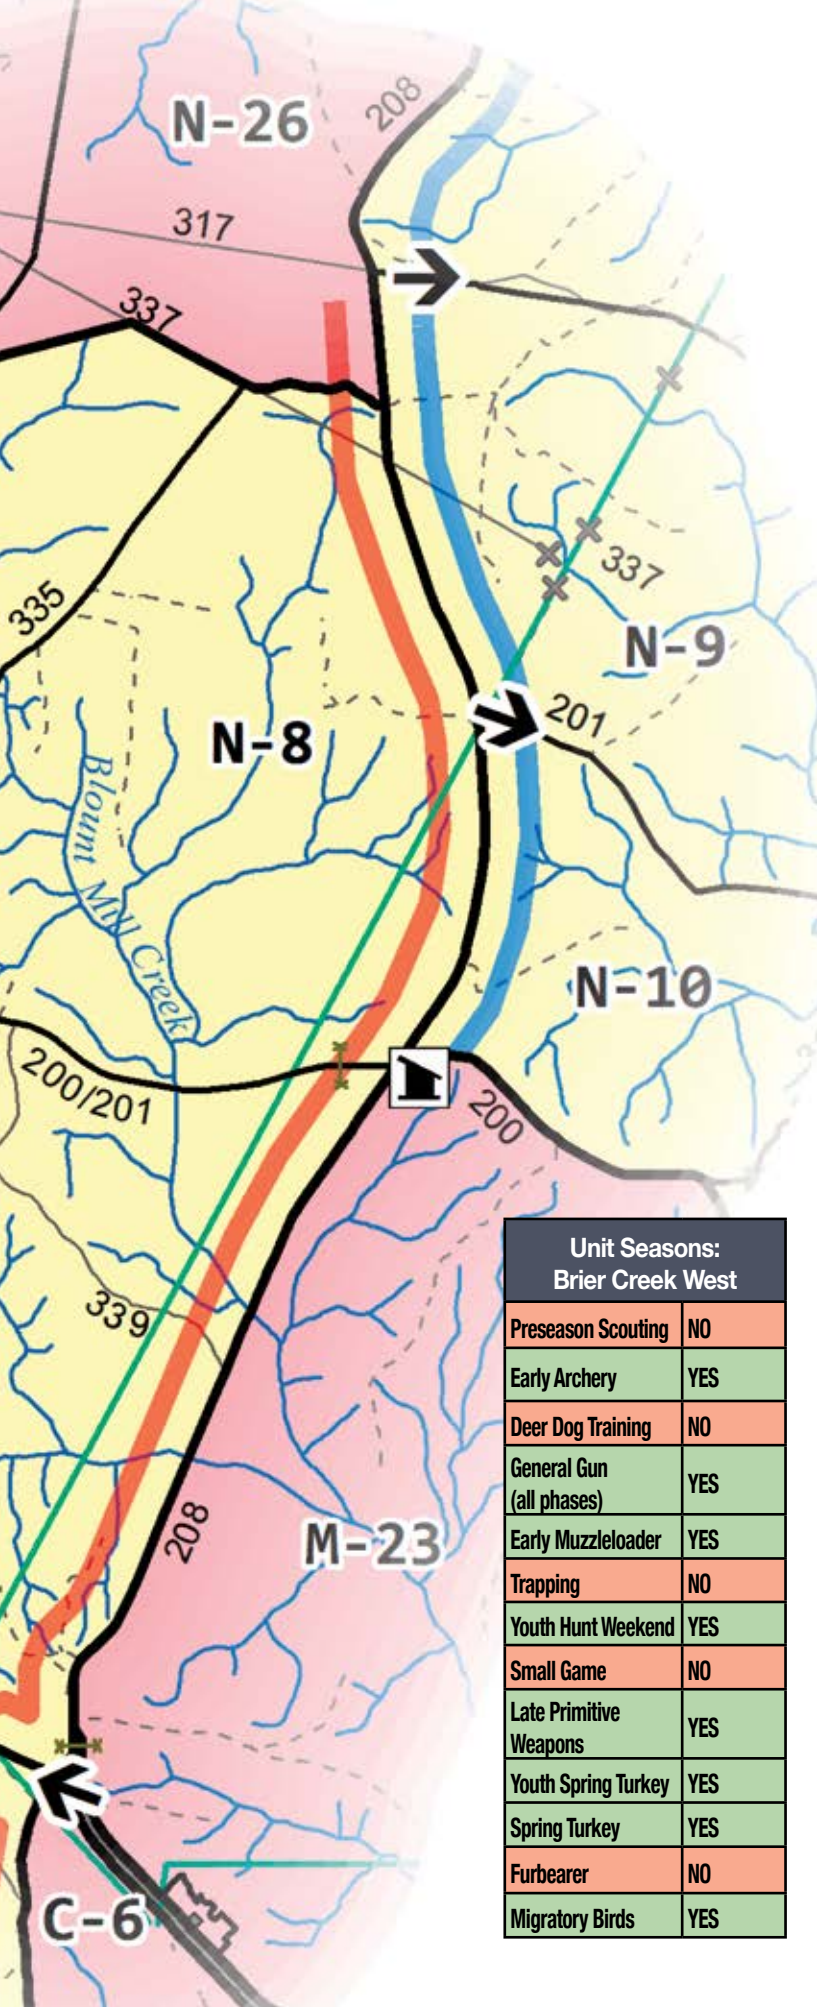 N-26
208
317
337
337
N-9
335
201
N-8
Blount Mill Creek
N-10
200/201
200
339
Unit Seasons:
Brier Creek West
Preseason Scouting NO
Early Archery YES
Deer Dog Training NO
General Gun
(all phases) YES
Early Muzzleloader YES
Trapping NO
Youth Hunt Weekend YES
Small Game NO
Late Primitive
Weapons YES
Youth Spring Turkey YES
Spring Turkey YES
Furbearer NO
Migratory Birds YES
208
M-23
C-6